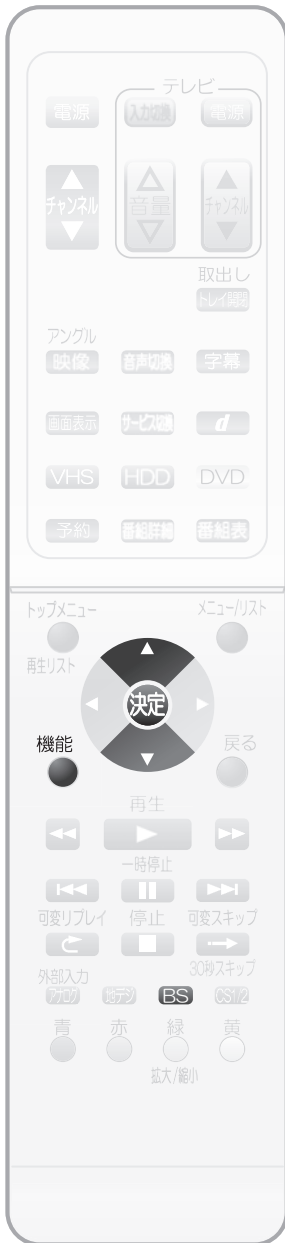 テレビ
電源 入力切換 電源
チャンネル 音量 チャンネル
取出し
トレイ開閉
アングル
映像 音声切換 字幕
画面表示 サービス切換 d
VHS HDD DVD
予約 番組詳細 番組表
トップメニュー メニュー/リスト
再生リスト
決定
機能 戻る
再生
一時停止
可変リプレイ 停止 可変スキップ
外部入力 30秒スキップ
アナログ 地デジ BS CS1/2
青 赤 緑 黄
拡大/縮小